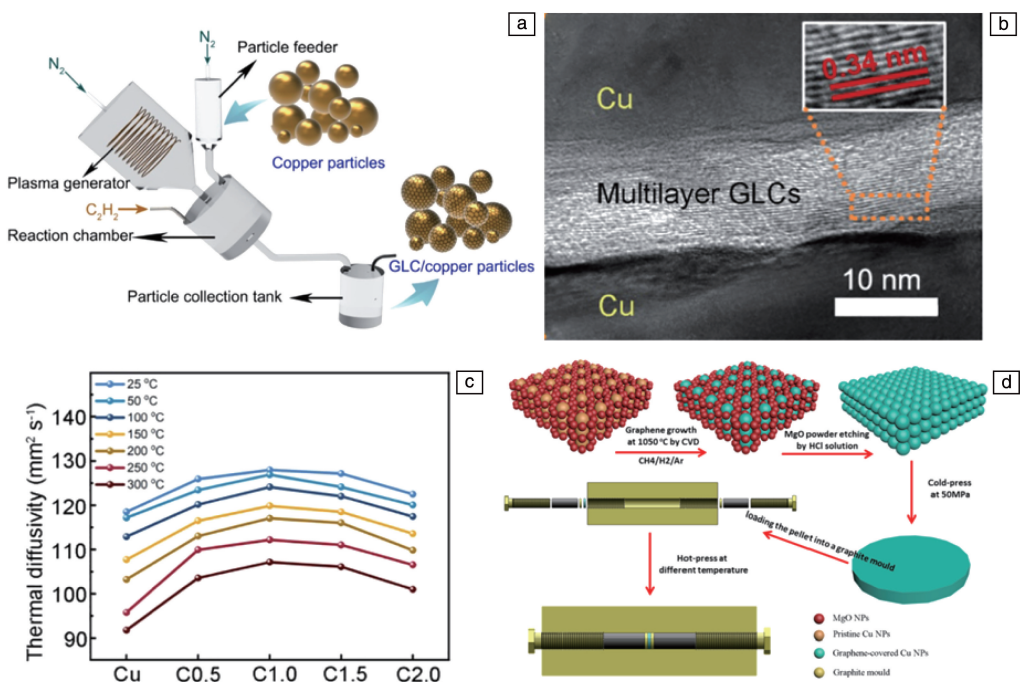 a
N₂
N₂
Particle feeder
Copper particles
Plasma generator
C₂H₂
Reaction chamber
GLC/copper particles
Particle collection tank
b
Cu
0.34 nm
Multilayer GLCs
10 nm
Cu
c
25 °C
50 °C
100 °C
150 °C
200 °C
250 °C
300 °C
Thermal diffusivity (mm² s⁻¹)
140
130
120
110
100
90
Cu
C0.5
C1.0
C1.5
C2.0
d
Graphene growth
at 1050 °C by CVD
CH4/H2/Ar
MgO powder etching
by HCl solution
Cold-press
at 50MPa
loading the pellet into a graphite mould
Hot-press at
different temperature
MgO NPs
Pristine Cu NPs
Graphene-covered Cu NPs
Graphite mould